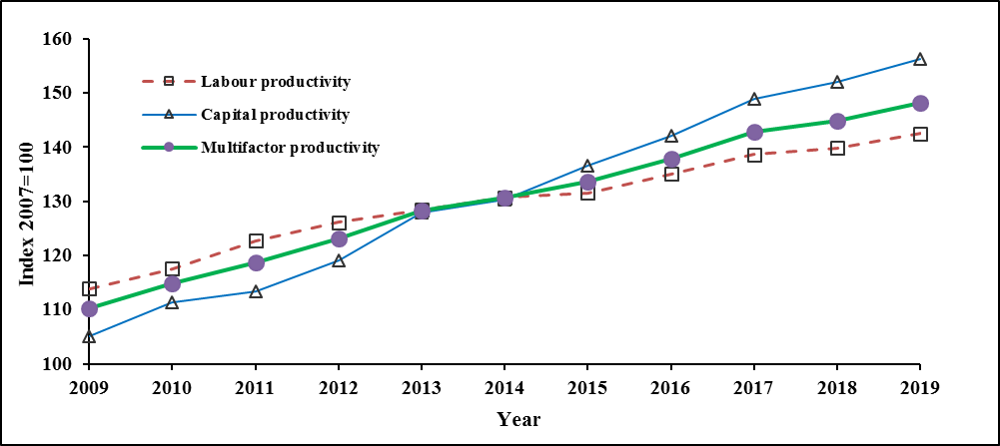 160
150
140
130
120
110
100
Index 2007=100
Labour productivity
Capital productivity
Multifactor productivity
2009 2010 2011 2012 2013 2014 2015 2016 2017 2018 2019
Year